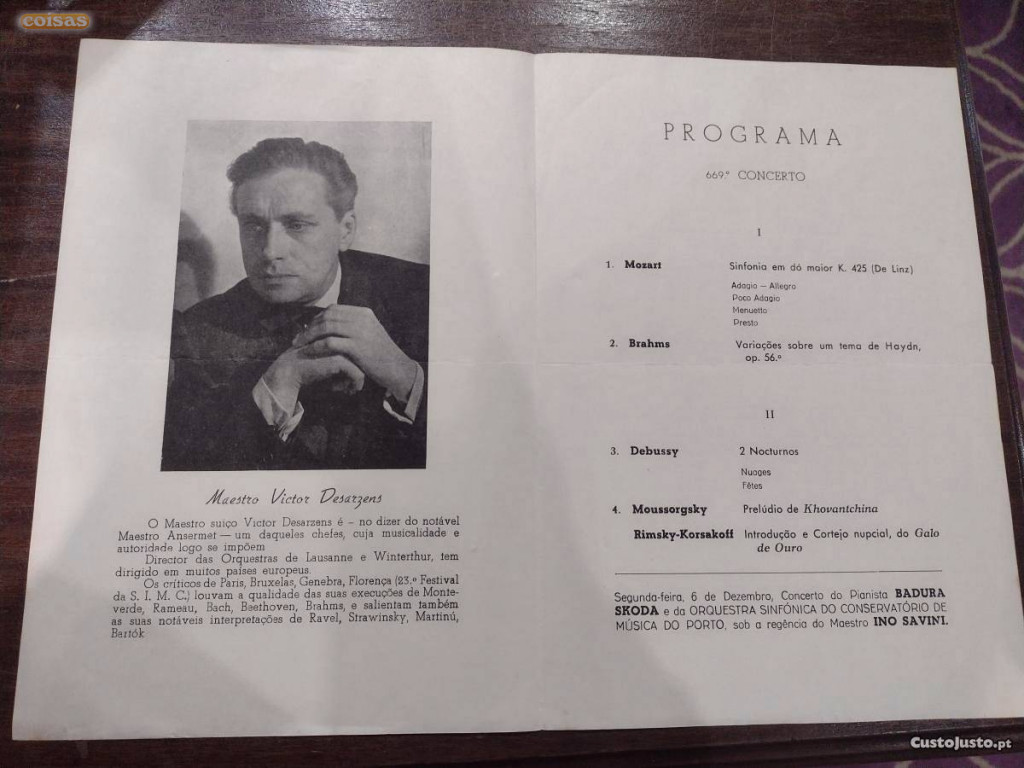 coisas
Maestro Victor Desarzens
O Maestro suiço Victor Desarzens é – no dizer do notável
Maestro Ansermet — um daqueles chefes, cuja musicalidade e
autoridade logo se impõem
Director das Orquestras de Lausanne e Winterthur, tem
dirigido em muitos países europeus.
Os críticos de Paris, Bruxelas, Genebra, Florença (23.º Festival
da S. I. M. C.) louvam a qualidade das suas execuções de Monte-
verde, Rameau, Bach, Beethoven, Brahms, e salientam também
as suas notáveis interpretações de Ravel, Strawinsky, Martinú,
Bartók
PROGRAMA
669.º CONCERTO
I
1. Mozart Sinfonia em dó maior K. 425 (De Linz)
Adagio — Allegro
Poco Adagio
Menuetto
Presto
2. Brahms Variações sobre um tema de Haydn,
op. 56.ª
II
3. Debussy 2 Nocturnos
Nuages
Fêtes
4. Moussorgsky Prelúdio de Khovantchina
Rimsky-Korsakoff Introdução e Cortejo nupcial, do Galo
de Ouro
Segunda-feira, 6 de Dezembro, Concerto do Pianista BADURA
SKODA e da ORQUESTRA SINFÓNICA DO CONSERVATÓRIO DE
MÚSICA DO PORTO, sob a regência do Maestro INO SAVINI.
CustoJusto.pt